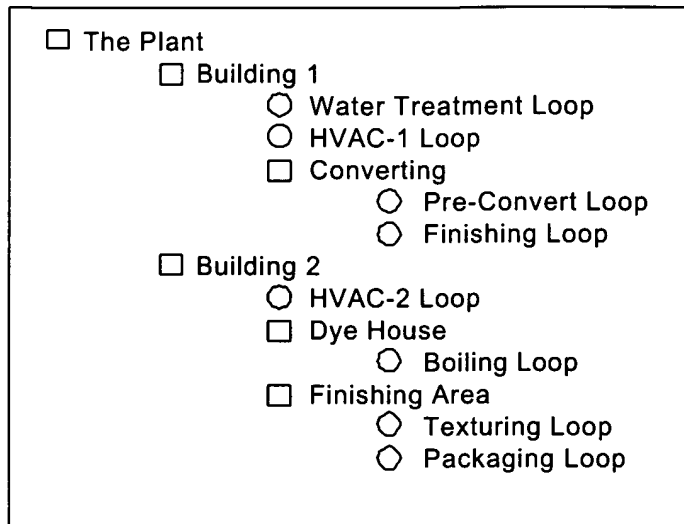 The Plant
Building 1
Water Treatment Loop
HVAC-1 Loop
Converting
Pre-Convert Loop
Finishing Loop
Building 2
HVAC-2 Loop
Dye House
Boiling Loop
Finishing Area
Texturing Loop
Packaging Loop